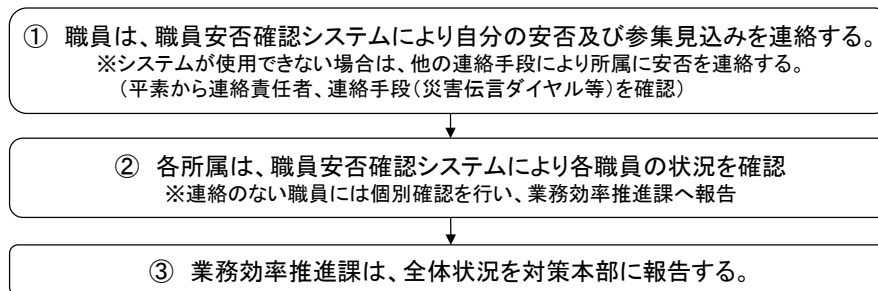 ① 職員は、職員安否確認システムにより自分の安否及び参集見込みを連絡する。
※システムが使用できない場合は、他の連絡手段により所属に安否を連絡する。
（平素から連絡責任者、連絡手段（災害伝言ダイヤル等）を確認）
② 各所属は、職員安否確認システムにより各職員の状況を確認
※連絡のない職員には個別確認を行い、業務効率推進課へ報告
③ 業務効率推進課は、全体状況を対策本部に報告する。